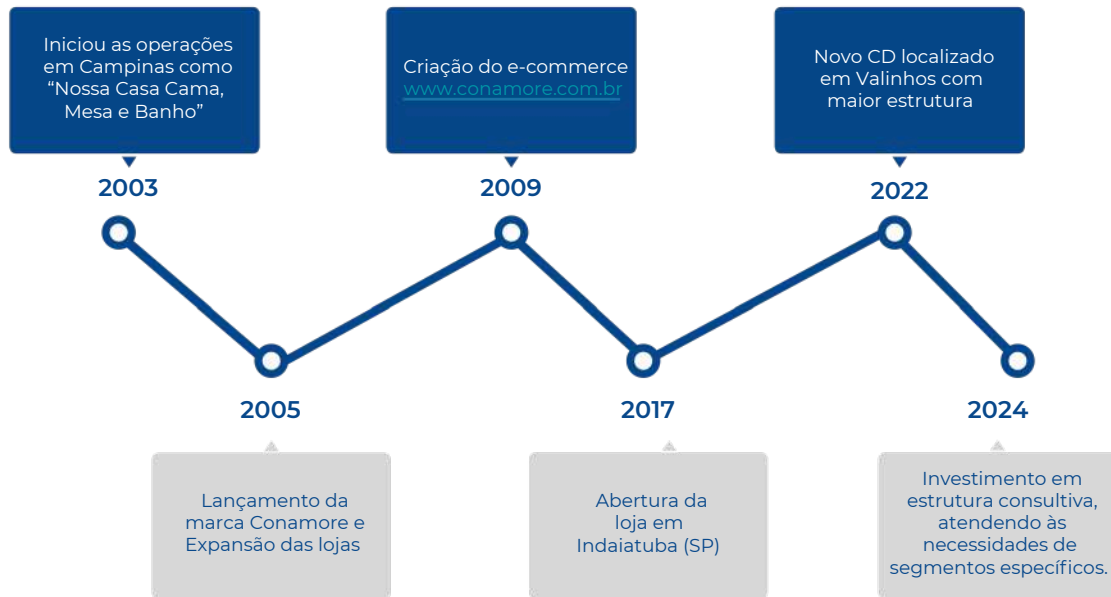 Iniciou as operações
em Campinas como
“Nossa Casa Cama,
Mesa e Banho”
2003
Criação do e-commerce
www.conamore.com.br
2009
Novo CD localizado
em Valinhos com
maior estrutura
2022
2005
Lançamento da
marca Conamore e
Expansão das lojas
2017
Abertura da
loja em
Indaiatuba (SP)
2024
Investimento em
estrutura consultiva,
atendendo às
necessidades de
segmentos específicos.